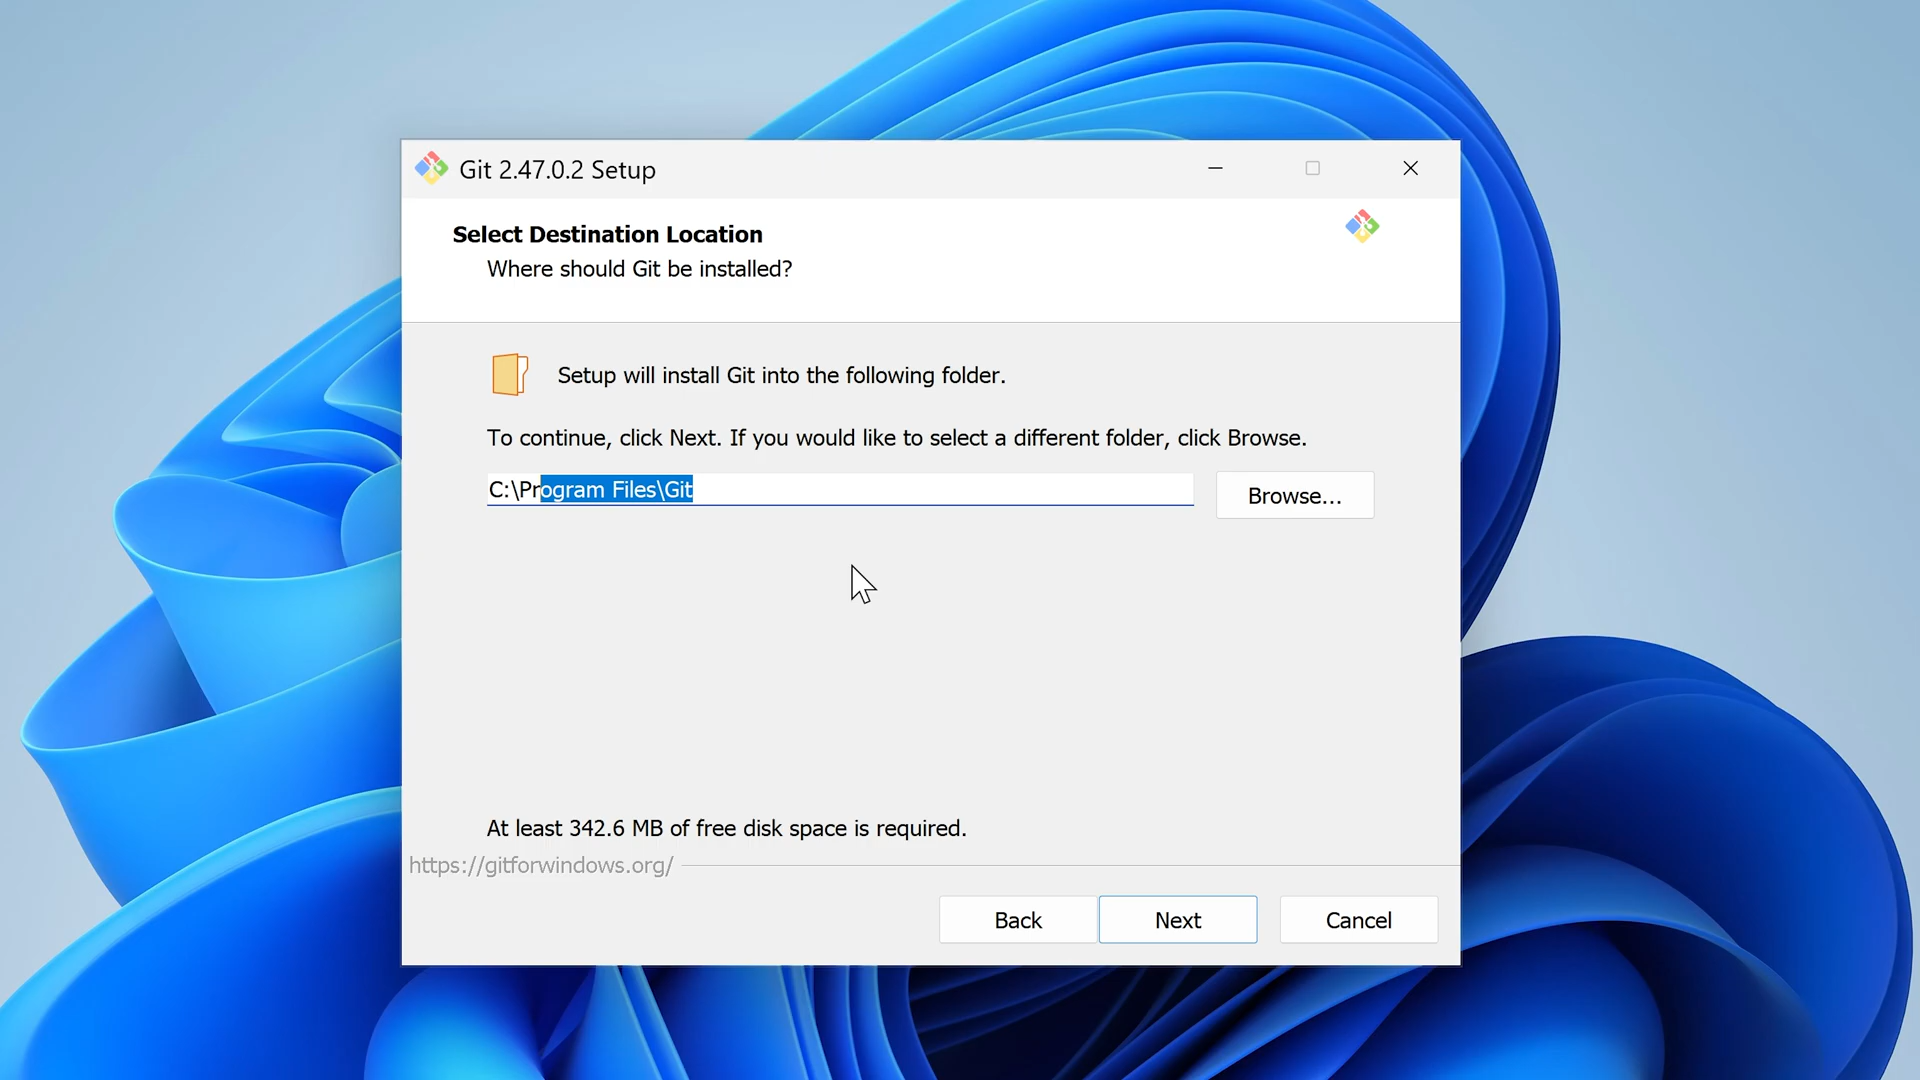 Git 2.47.0.2 Setup
Select Destination Location
Where should Git be installed?
Setup will install Git into the following folder.
To continue, click Next. If you would like to select a different folder, click Browse.
C:\Program Files\Git
Browse...
At least 342.6 MB of free disk space is required.
https://gitforwindows.org/
Back
Next
Cancel